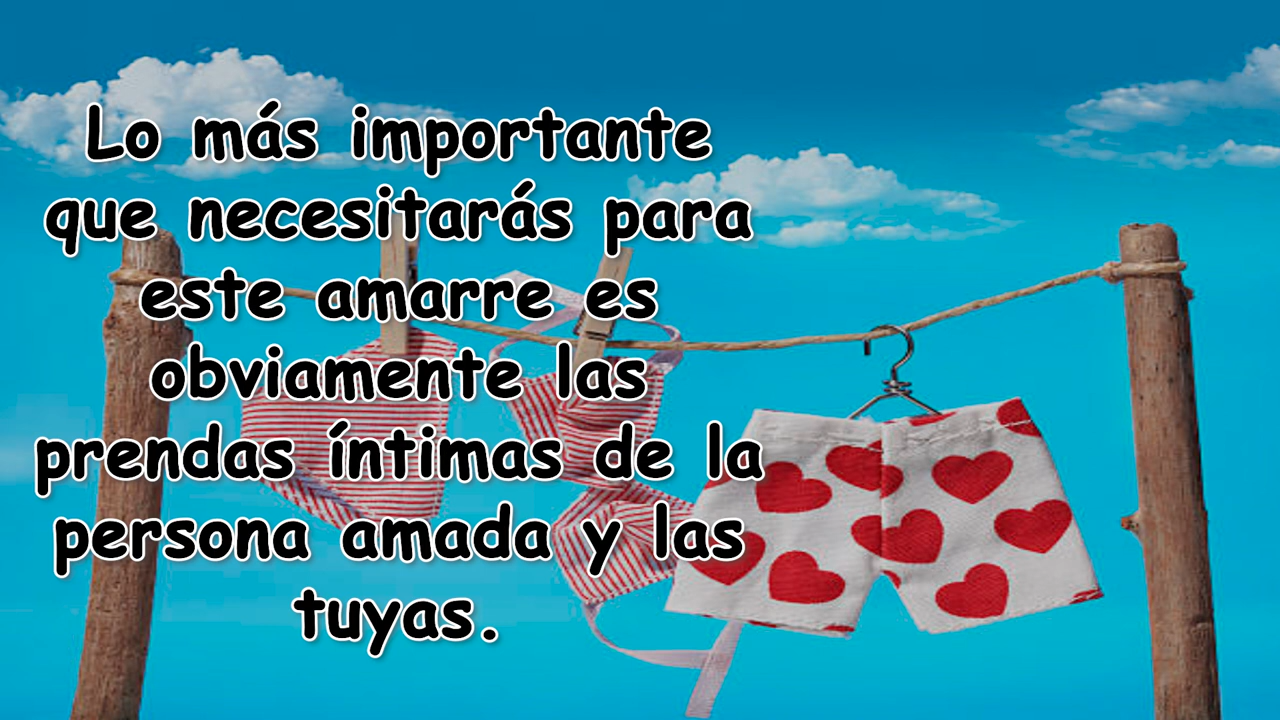 Lo más importante
que necesitarás para
este amarre es
obviamente las
prendas íntimas de la
persona amada y las
tuyas.